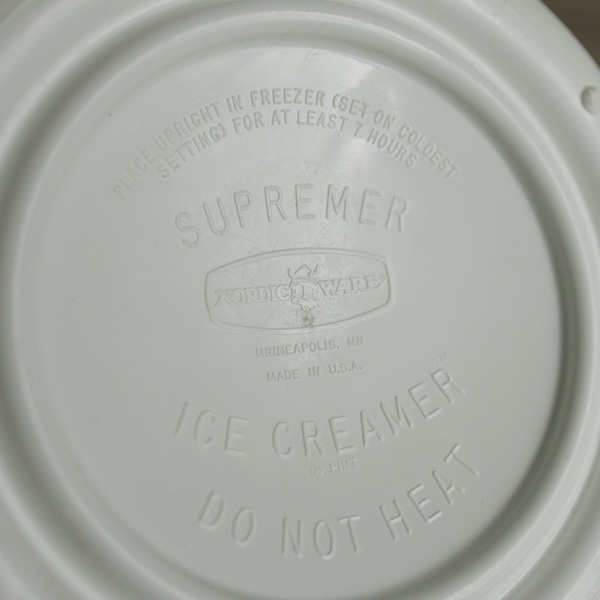 PLACE UPRIGHT IN FREEZER (SET ON COLDEST
SETTING) FOR AT LEAST 7 HOURS
SUPREMER
NORDIC WARE
MINNEAPOLIS, MN
MADE IN U.S.A.
ICE CREAMER
DO NOT HEAT